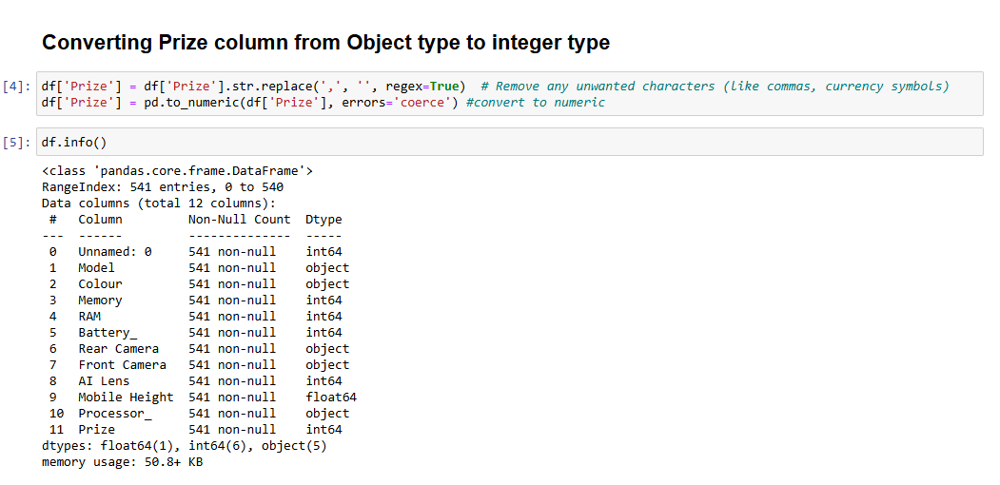 Converting Prize column from Object type to integer type
[4]: df['Prize'] = df['Prize'].str.replace(',', '', regex=True)  # Remove any unwanted characters (like commas, currency symbols)
df['Prize'] = pd.to_numeric(df['Prize'], errors='coerce') #convert to numeric
[5]: df.info()
<class 'pandas.core.frame.DataFrame'>
RangeIndex: 541 entries, 0 to 540
Data columns (total 12 columns):
 #   Column         Non-Null Count  Dtype
---  ------         --------------  -----
 0   Unnamed: 0     541 non-null    int64
 1   Model          541 non-null    object
 2   Colour         541 non-null    object
 3   Memory         541 non-null    int64
 4   RAM            541 non-null    int64
 5   Battery_       541 non-null    int64
 6   Rear Camera    541 non-null    object
 7   Front Camera   541 non-null    object
 8   AI Lens        541 non-null    int64
 9   Mobile Height  541 non-null    float64
 10  Processor_     541 non-null    object
 11  Prize          541 non-null    int64
dtypes: float64(1), int64(6), object(5)
memory usage: 50.8+ KB